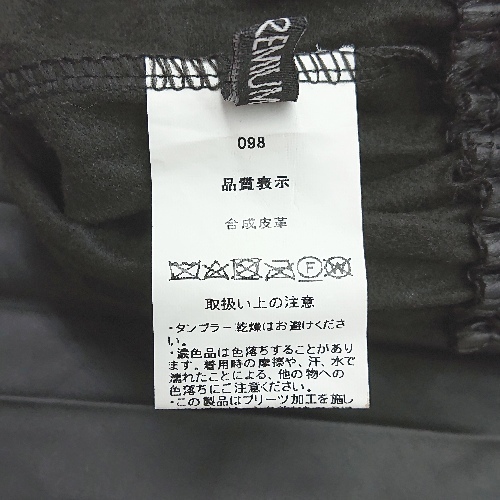 REMIUM
098
品質表示
合成皮革
F W
取扱い上の注意
・タンブラー乾燥はお避けくださ
い。
・濃色品は色落ちすることがあり
ます。着用時の摩擦や、汗、水で
濡れたことによる、他の物への
色落ちにご注意ください。
・この製品はプリーツ加工を施し